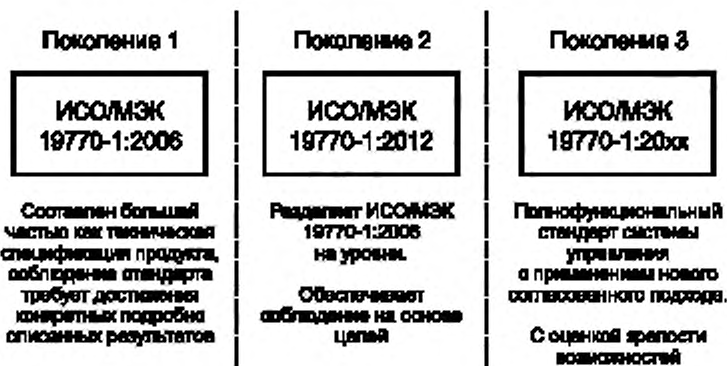 Поколение 1
ИСО/МЭК
19770-1:2006
Составлен большей
частью как техническая
спецификация продукта,
соблюдение стандарта
требует достижения
конкретных подробно
описанных результатов
Поколение 2
ИСО/МЭК
19770-1:2012
Разделяет ИСО/МЭК
19770-1:2006
на уровни.
Обеспечивает
соблюдение на основе
целей
Поколение 3
ИСО/МЭК
19770-1:20xx
Полнофункциональный
стандарт системы
управления
с применением нового
согласованного подхода.
С оценкой зрелости
возможностей